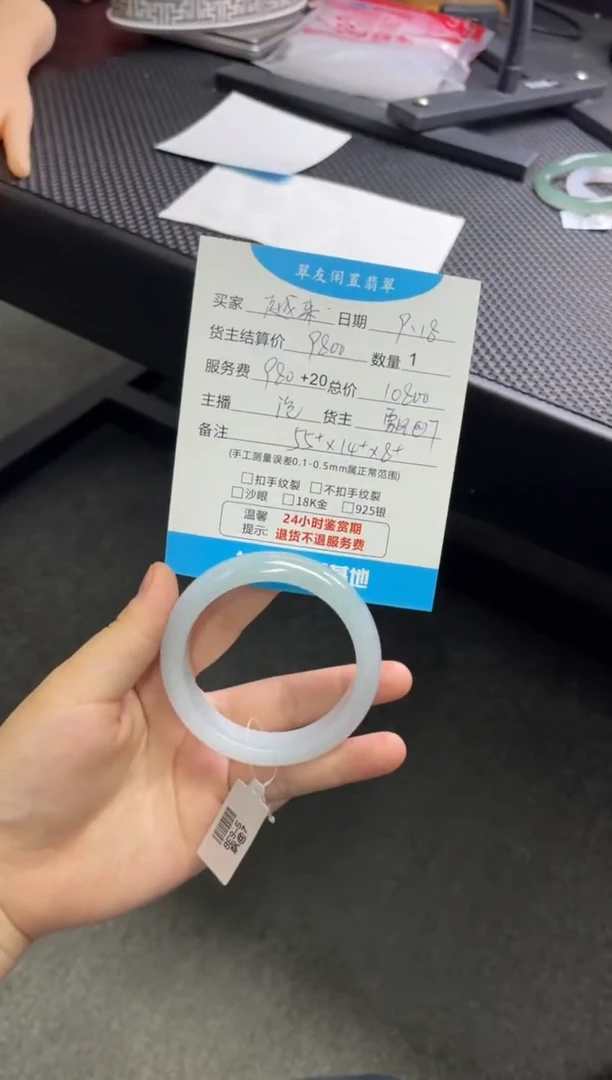 翠友闲置翡翠
买家 越来 日期 9.18
货主结算价 9800 数量 1
服务费 980 +20 总价 10800
主播 货主
备注 55⁺×14⁺×8⁺
(手工测量误差0.1-0.5mm属正常范围)
□扣手纹裂 □不扣手纹裂
□沙眼 □18K金 □925银
温馨提示: 24小时鉴赏期
退货不退服务费
基地